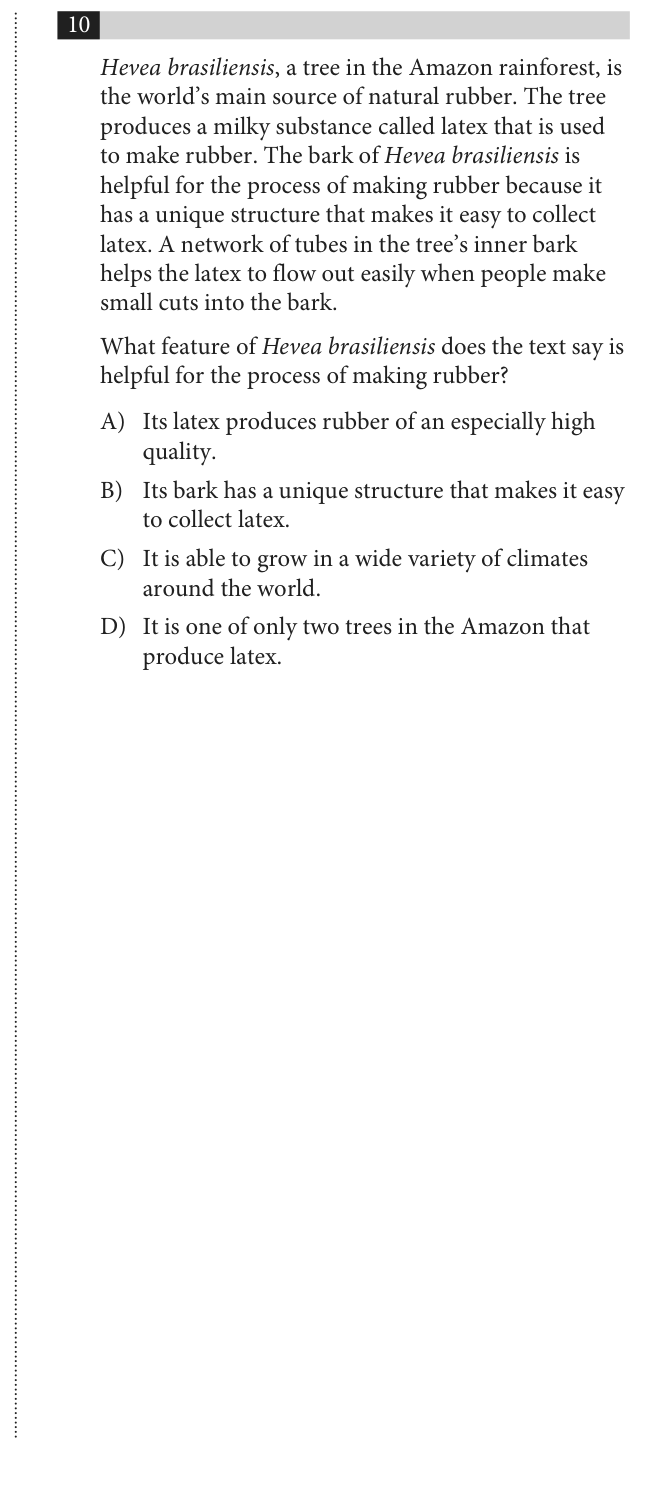 10
Hevea brasiliensis, a tree in the Amazon rainforest, is
the world’s main source of natural rubber. The tree
produces a milky substance called latex that is used
to make rubber. The bark of Hevea brasiliensis is
helpful for the process of making rubber because it
has a unique structure that makes it easy to collect
latex. A network of tubes in the tree’s inner bark
helps the latex to flow out easily when people make
small cuts into the bark.
What feature of Hevea brasiliensis does the text say is
helpful for the process of making rubber?
A) Its latex produces rubber of an especially high
quality.
B) Its bark has a unique structure that makes it easy
to collect latex.
C) It is able to grow in a wide variety of climates
around the world.
D) It is one of only two trees in the Amazon that
produce latex.